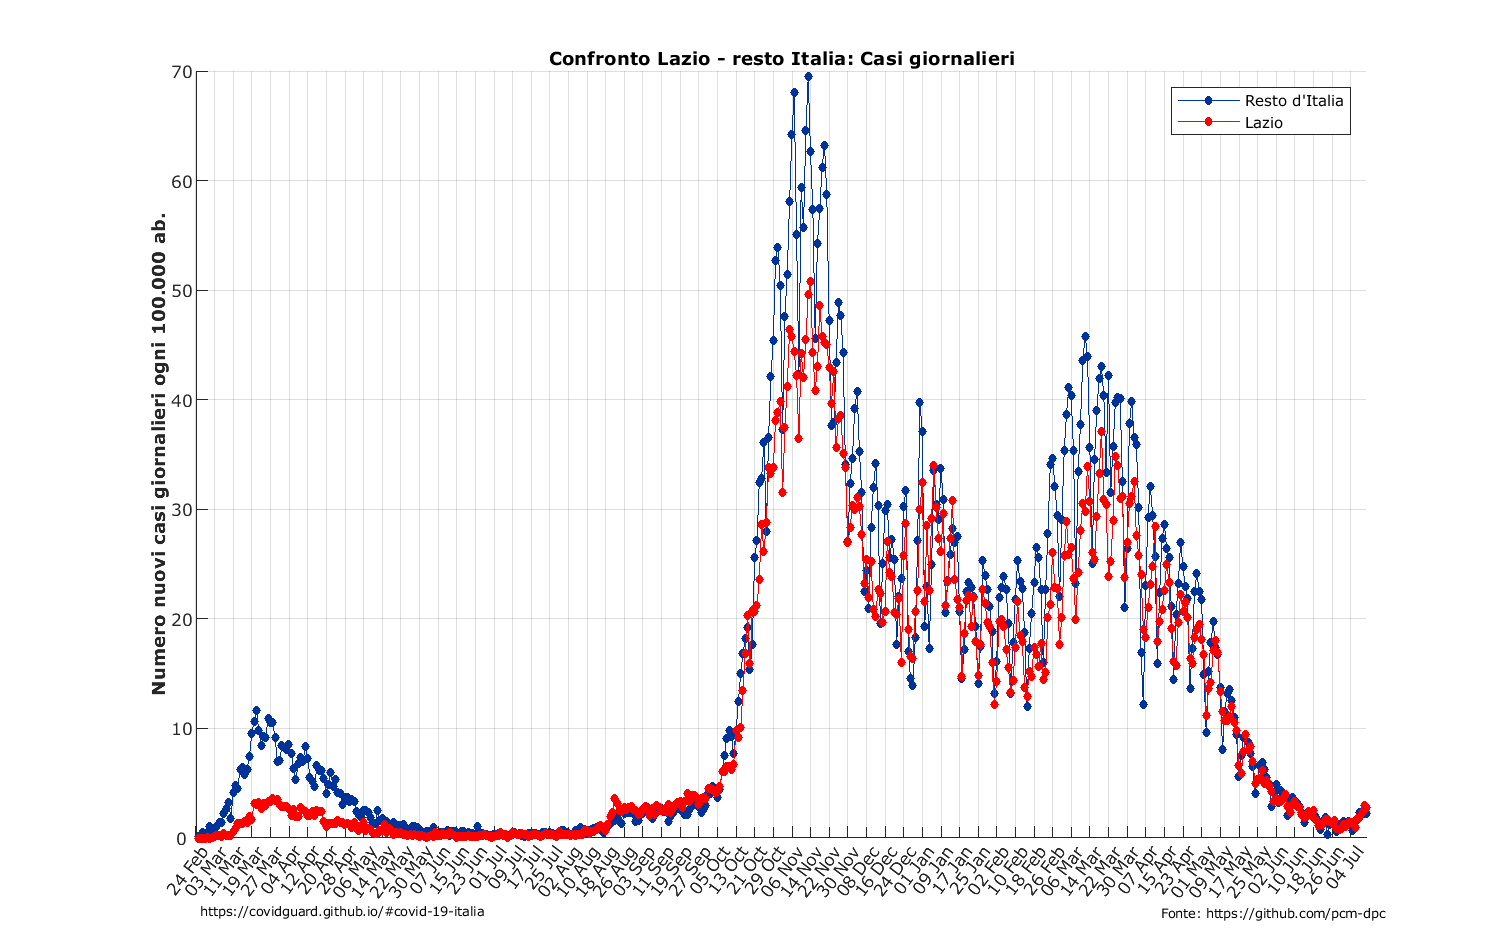 Confronto Lazio - resto Italia: Casi giornalieri
Resto d'Italia
Lazio
Numero nuovi casi giornalieri ogni 100.000 ab.
70
60
50
40
30
20
10
0
24 Feb
03 Mar
11 Mar
19 Mar
27 Mar
04 Apr
12 Apr
20 Apr
28 Apr
06 May
14 May
22 May
30 May
07 Jun
15 Jun
23 Jun
01 Jul
09 Jul
17 Jul
25 Jul
02 Aug
10 Aug
18 Aug
26 Aug
03 Sep
11 Sep
19 Sep
27 Sep
05 Oct
13 Oct
21 Oct
29 Oct
06 Nov
14 Nov
22 Nov
30 Nov
08 Dec
16 Dec
24 Dec
01 Jan
09 Jan
17 Jan
25 Jan
02 Feb
10 Feb
18 Feb
26 Feb
06 Mar
14 Mar
22 Mar
30 Mar
07 Apr
15 Apr
23 Apr
01 May
09 May
17 May
25 May
02 Jun
10 Jun
18 Jun
26 Jun
04 Jul
https://covidguard.github.io/#covid-19-italia
Fonte: https://github.com/pcm-dpc